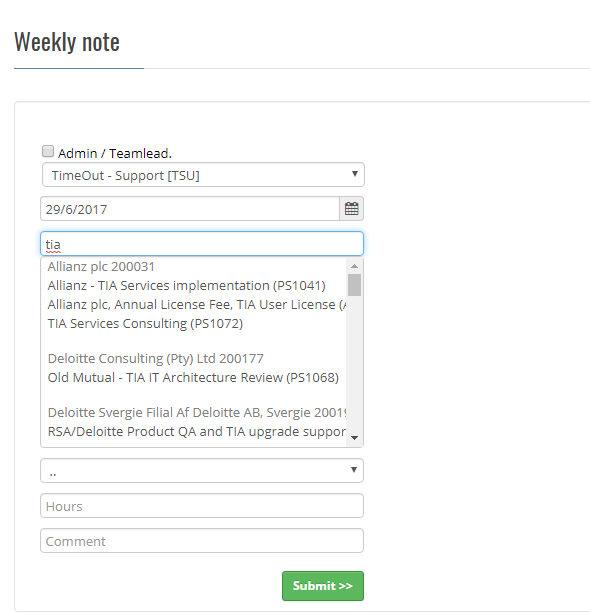 Weekly note
Admin / Teamlead.
TimeOut - Support [TSU]
29/6/2017
tia
Allianz plc 200031
Allianz - TIA Services implementation (PS1041)
Allianz plc, Annual License Fee, TIA User License (
TIA Services Consulting (PS1072)
Deloitte Consulting (Pty) Ltd 200177
Old Mutual - TIA IT Architecture Review (PS1068)
Deloitte Svergie Filial Af Deloitte AB, Svergie
RSA/Deloitte Product QA and TIA upgrade suppor
..
Hours
Comment
Submit >>